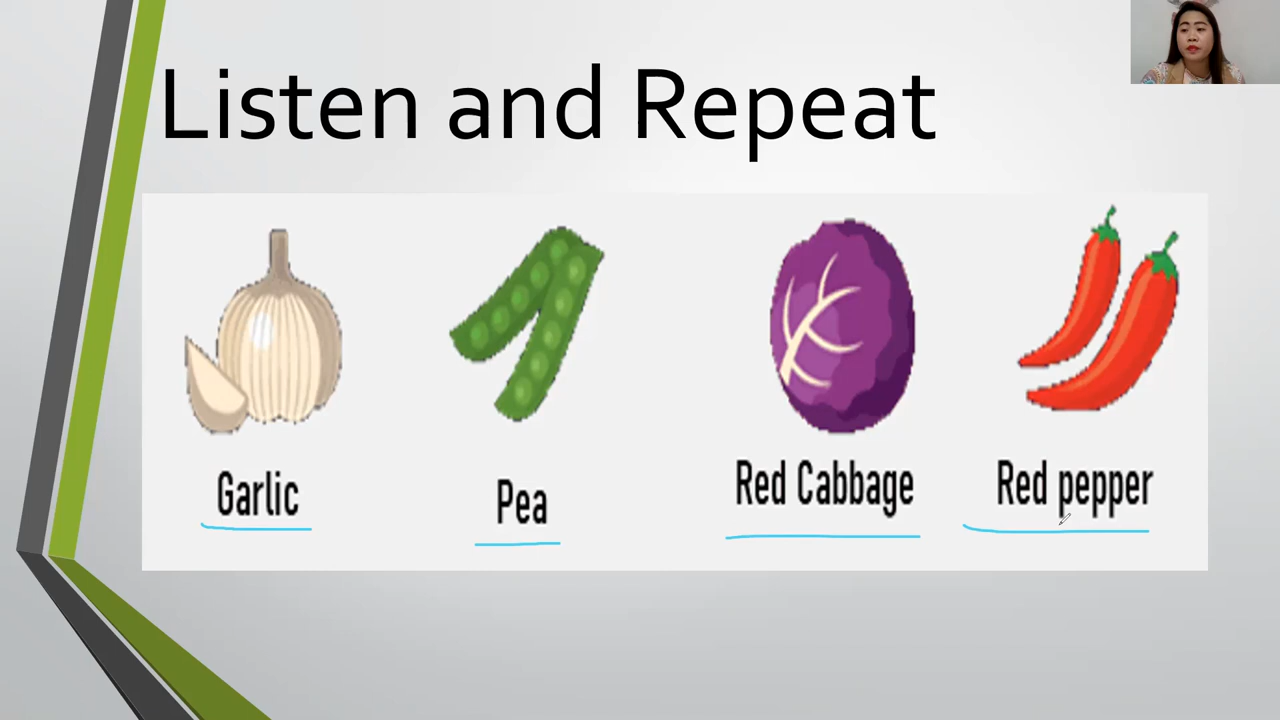 Listen and Repeat
Garlic
Pea
Red Cabbage
Red pepper